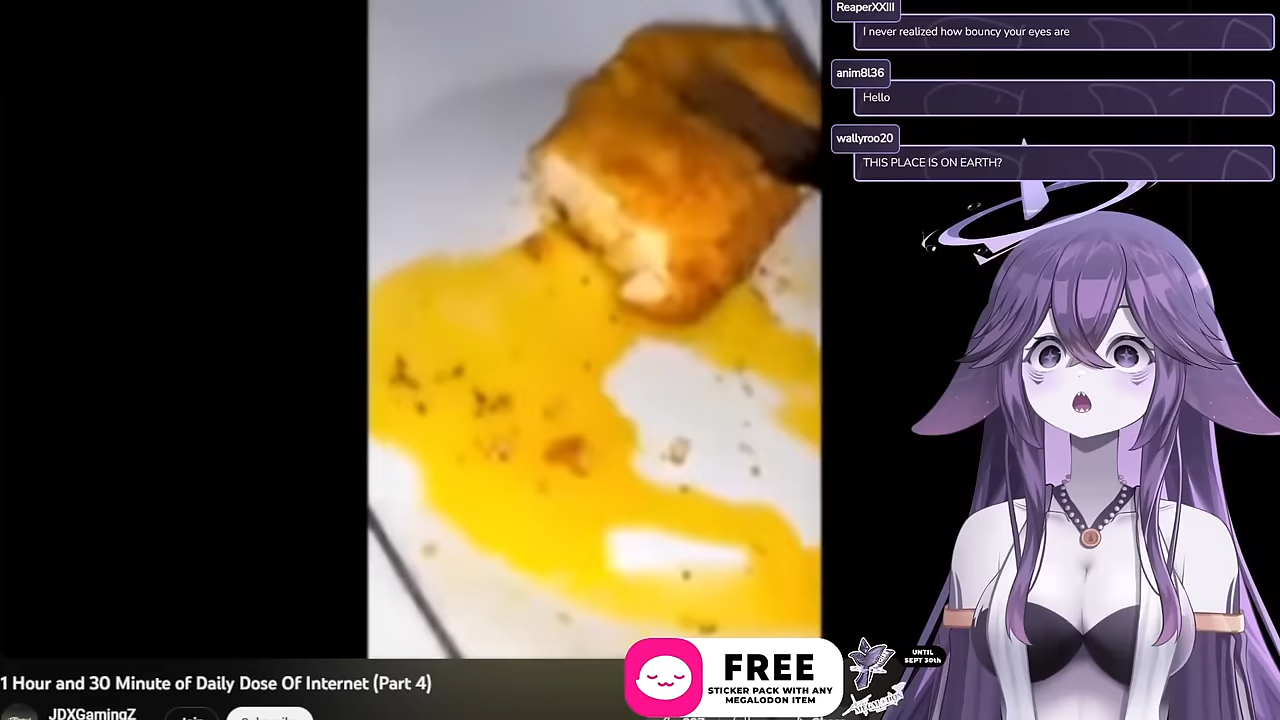 ReaperXXIII
I never realized how bouncy your eyes are
anim8l36
Hello
wallyroo20
THIS PLACE IS ON EARTH?
FREE
STICKER PACK WITH ANY
MEGALODON ITEM
UNTIL
SEPT 30th
1 Hour and 30 Minute of Daily Dose Of Internet (Part 4)
JDXGamingZ
Join